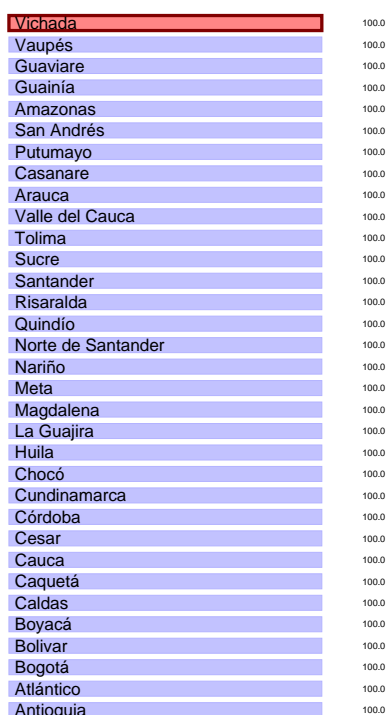 Vichada 100.0
Vaupés 100.0
Guaviare 100.0
Guainía 100.0
Amazonas 100.0
San Andrés 100.0
Putumayo 100.0
Casanare 100.0
Arauca 100.0
Valle del Cauca 100.0
Tolima 100.0
Sucre 100.0
Santander 100.0
Risaralda 100.0
Quindío 100.0
Norte de Santander 100.0
Nariño 100.0
Meta 100.0
Magdalena 100.0
La Guajira 100.0
Huila 100.0
Chocó 100.0
Cundinamarca 100.0
Córdoba 100.0
Cesar 100.0
Cauca 100.0
Caquetá 100.0
Caldas 100.0
Boyacá 100.0
Bolivar 100.0
Bogotá 100.0
Atlántico 100.0
Antioquia 100.0